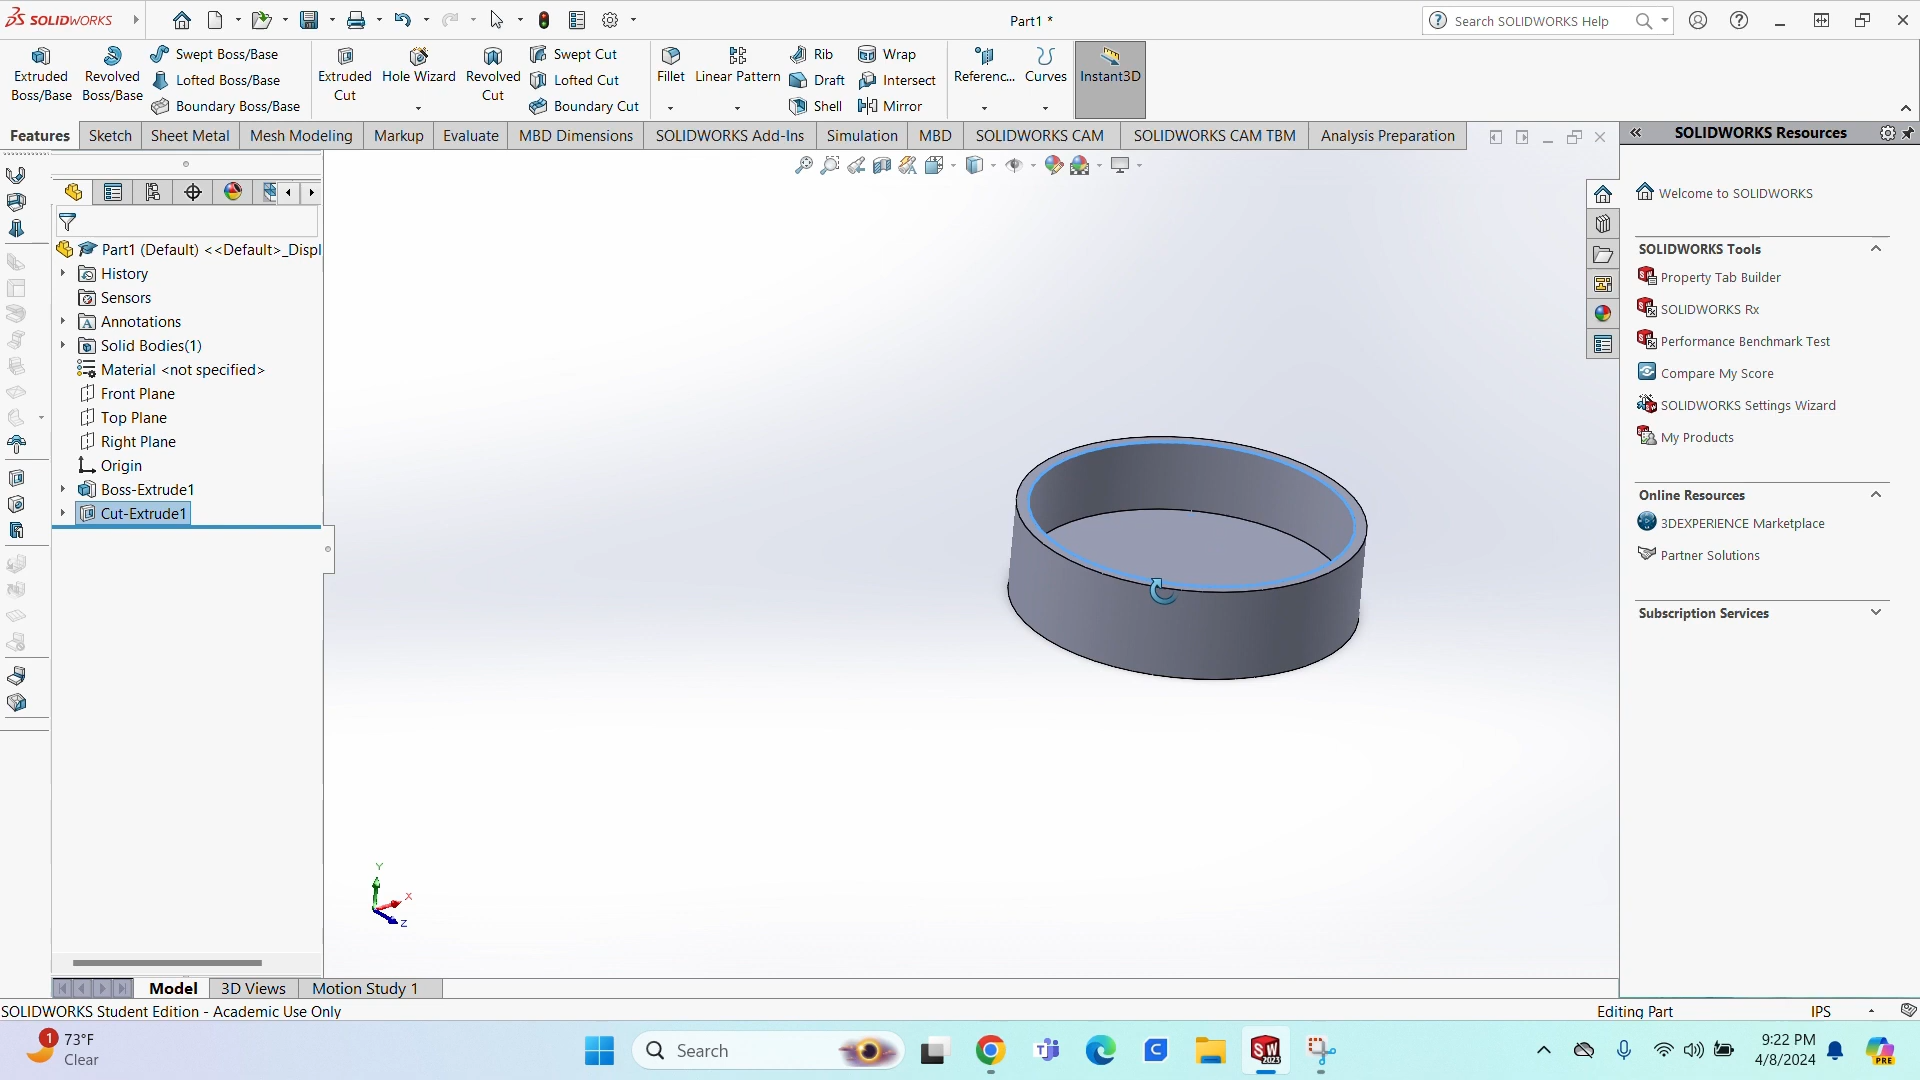 SOLIDWORKS
Part1 *
Search SOLIDWORKS Help
Extruded Boss/Base
Revolved Boss/Base
Swept Boss/Base
Lofted Boss/Base
Boundary Boss/Base
Extruded Cut
Hole Wizard
Revolved Cut
Swept Cut
Lofted Cut
Boundary Cut
Fillet
Linear Pattern
Rib
Draft
Shell
Wrap
Intersect
Mirror
Referenc...
Curves
Instant3D
Features
Sketch
Sheet Metal
Mesh Modeling
Markup
Evaluate
MBD Dimensions
SOLIDWORKS Add-Ins
Simulation
MBD
SOLIDWORKS CAM
SOLIDWORKS CAM TBM
Analysis Preparation
Part1 (Default) <<Default>_Displ
History
Sensors
Annotations
Solid Bodies(1)
Material <not specified>
Front Plane
Top Plane
Right Plane
Origin
Boss-Extrude1
Cut-Extrude1
Y
X
Z
SOLIDWORKS Resources
Welcome to SOLIDWORKS
SOLIDWORKS Tools
Property Tab Builder
SOLIDWORKS Rx
Performance Benchmark Test
Compare My Score
SOLIDWORKS Settings Wizard
My Products
Online Resources
3DEXPERIENCE Marketplace
Partner Solutions
Subscription Services
Model
3D Views
Motion Study 1
SOLIDWORKS Student Edition - Academic Use Only
Editing Part
IPS
1
73°F
Clear
Search
SW
2023
9:22 PM
4/8/2024
PRE